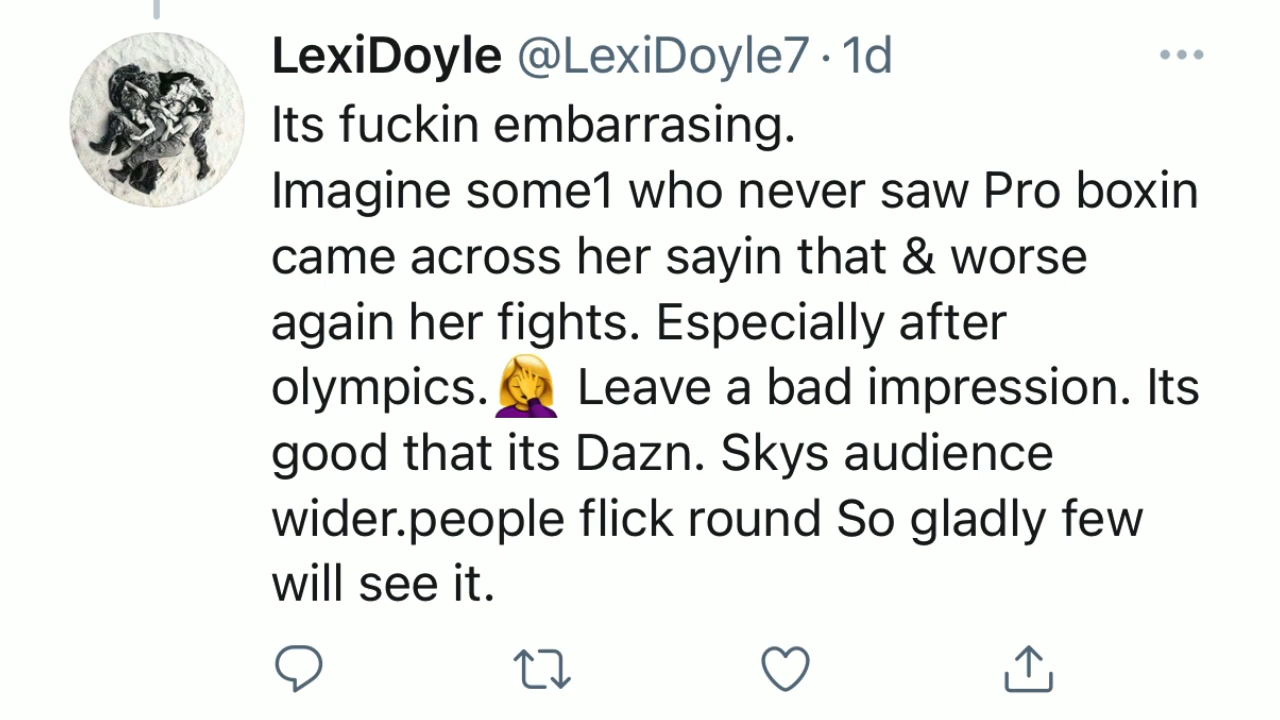 LexiDoyle @LexiDoyle7 · 1d
Its fuckin embarrasing.
Imagine some1 who never saw Pro boxin
came across her sayin that & worse
again her fights. Especially after
olympics.🤦‍♀️ Leave a bad impression. Its
good that its Dazn. Skys audience
wider.people flick round So gladly few
will see it.